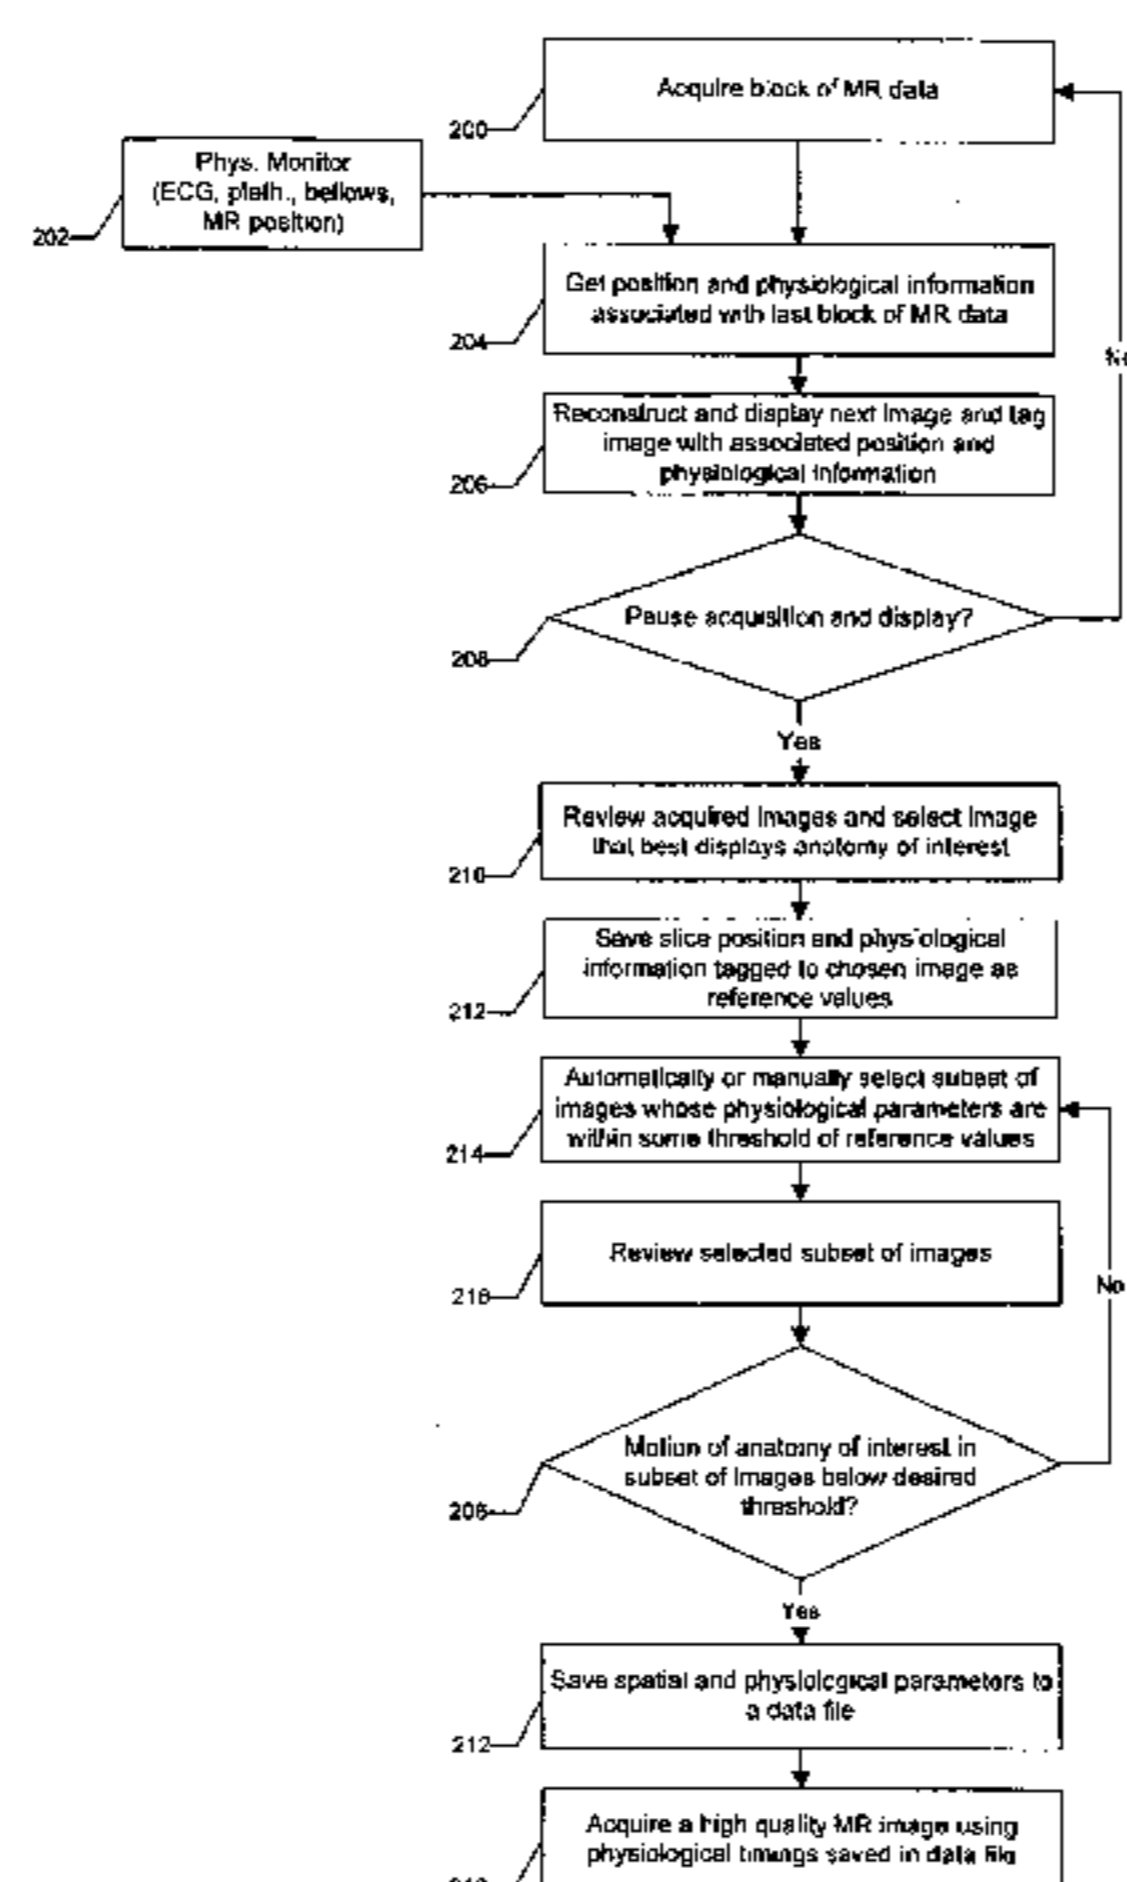 Acquire block of MR data
200
Phys. Monitor
(ECG, pleth., bellows,
MR position)
202
Get position and physiological information
associated with last block of MR data
204
Reconstruct and display next image and tag
image with associated position and
physiological information
206
Pause acquisition and display?
208
Yes
Review acquired images and select image
that best displays anatomy of interest
210
Save slice position and physiological
information tagged to chosen image as
reference values
212
Automatically or manually select subset of
images whose physiological parameters are
within some threshold of reference values
214
Review selected subset of images
216
No
Motion of anatomy of interest in
subset of images below desired
threshold?
206
Yes
Save spatial and physiological parameters to
a data file
212
Acquire a high quality MR image using
physiological timings saved in data file